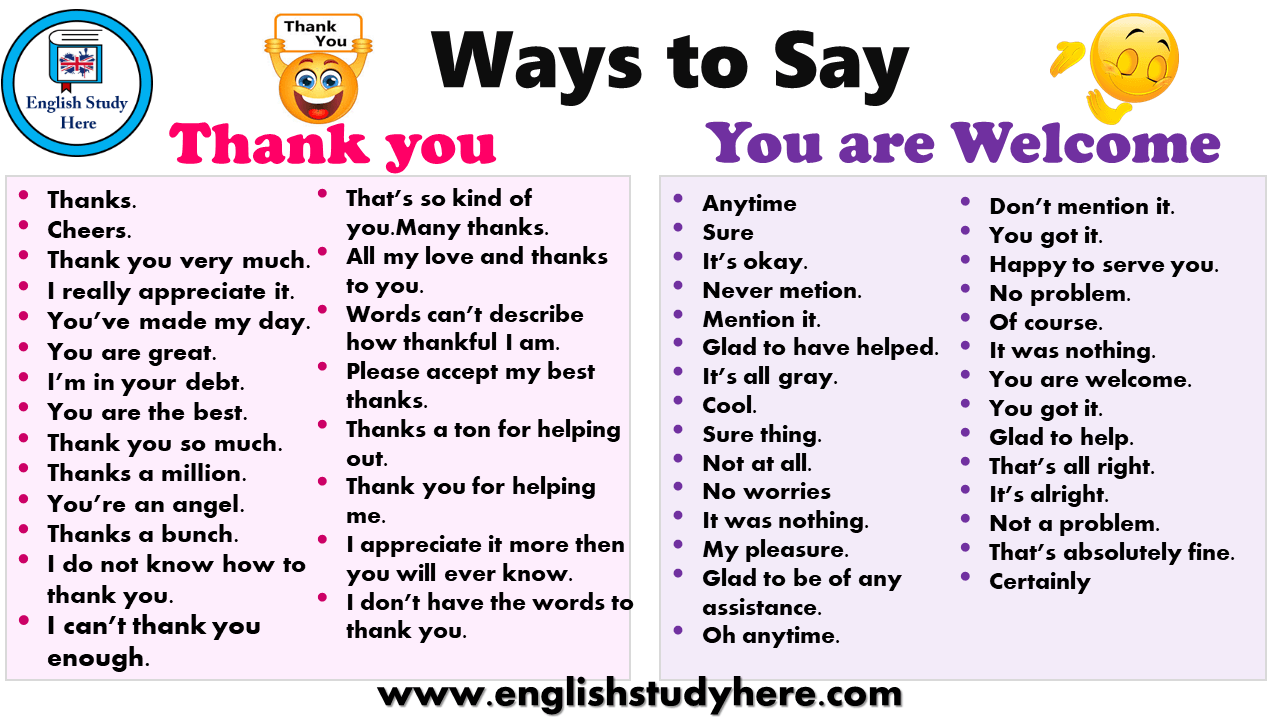 English Study
Here
Thank
You
Ways to Say
Thank you
• Thanks.
• Cheers.
• Thank you very much.
• I really appreciate it.
• You’ve made my day.
• You are great.
• I’m in your debt.
• You are the best.
• Thank you so much.
• Thanks a million.
• You’re an angel.
• Thanks a bunch.
• I do not know how to
thank you.
• I can’t thank you
enough.
• That’s so kind of
you.Many thanks.
• All my love and thanks
to you.
• Words can’t describe
how thankful I am.
• Please accept my best
thanks.
• Thanks a ton for helping
out.
• Thank you for helping
me.
• I appreciate it more then
you will ever know.
• I don’t have the words to
thank you.
You are Welcome
• Anytime
• Sure
• It’s okay.
• Never metion.
• Mention it.
• Glad to have helped.
• It’s all gray.
• Cool.
• Sure thing.
• Not at all.
• No worries
• It was nothing.
• My pleasure.
• Glad to be of any
assistance.
• Oh anytime.
• Don’t mention it.
• You got it.
• Happy to serve you.
• No problem.
• Of course.
• It was nothing.
• You are welcome.
• You got it.
• Glad to help.
• That’s all right.
• It’s alright.
• Not a problem.
• That’s absolutely fine.
• Certainly
www.englishstudyhere.com